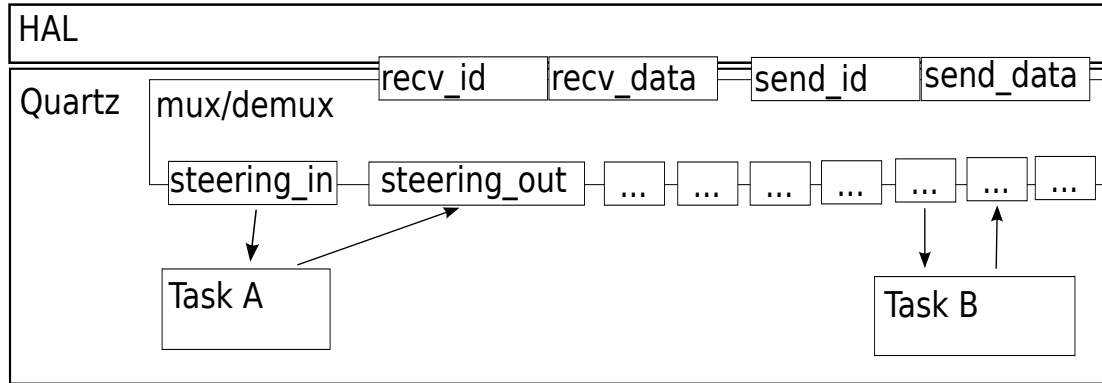 HAL
recv_id recv_data send_id send_data
Quartz mux/demux
steering_in steering_out ... ... ... ... ... ... ...
Task A Task B